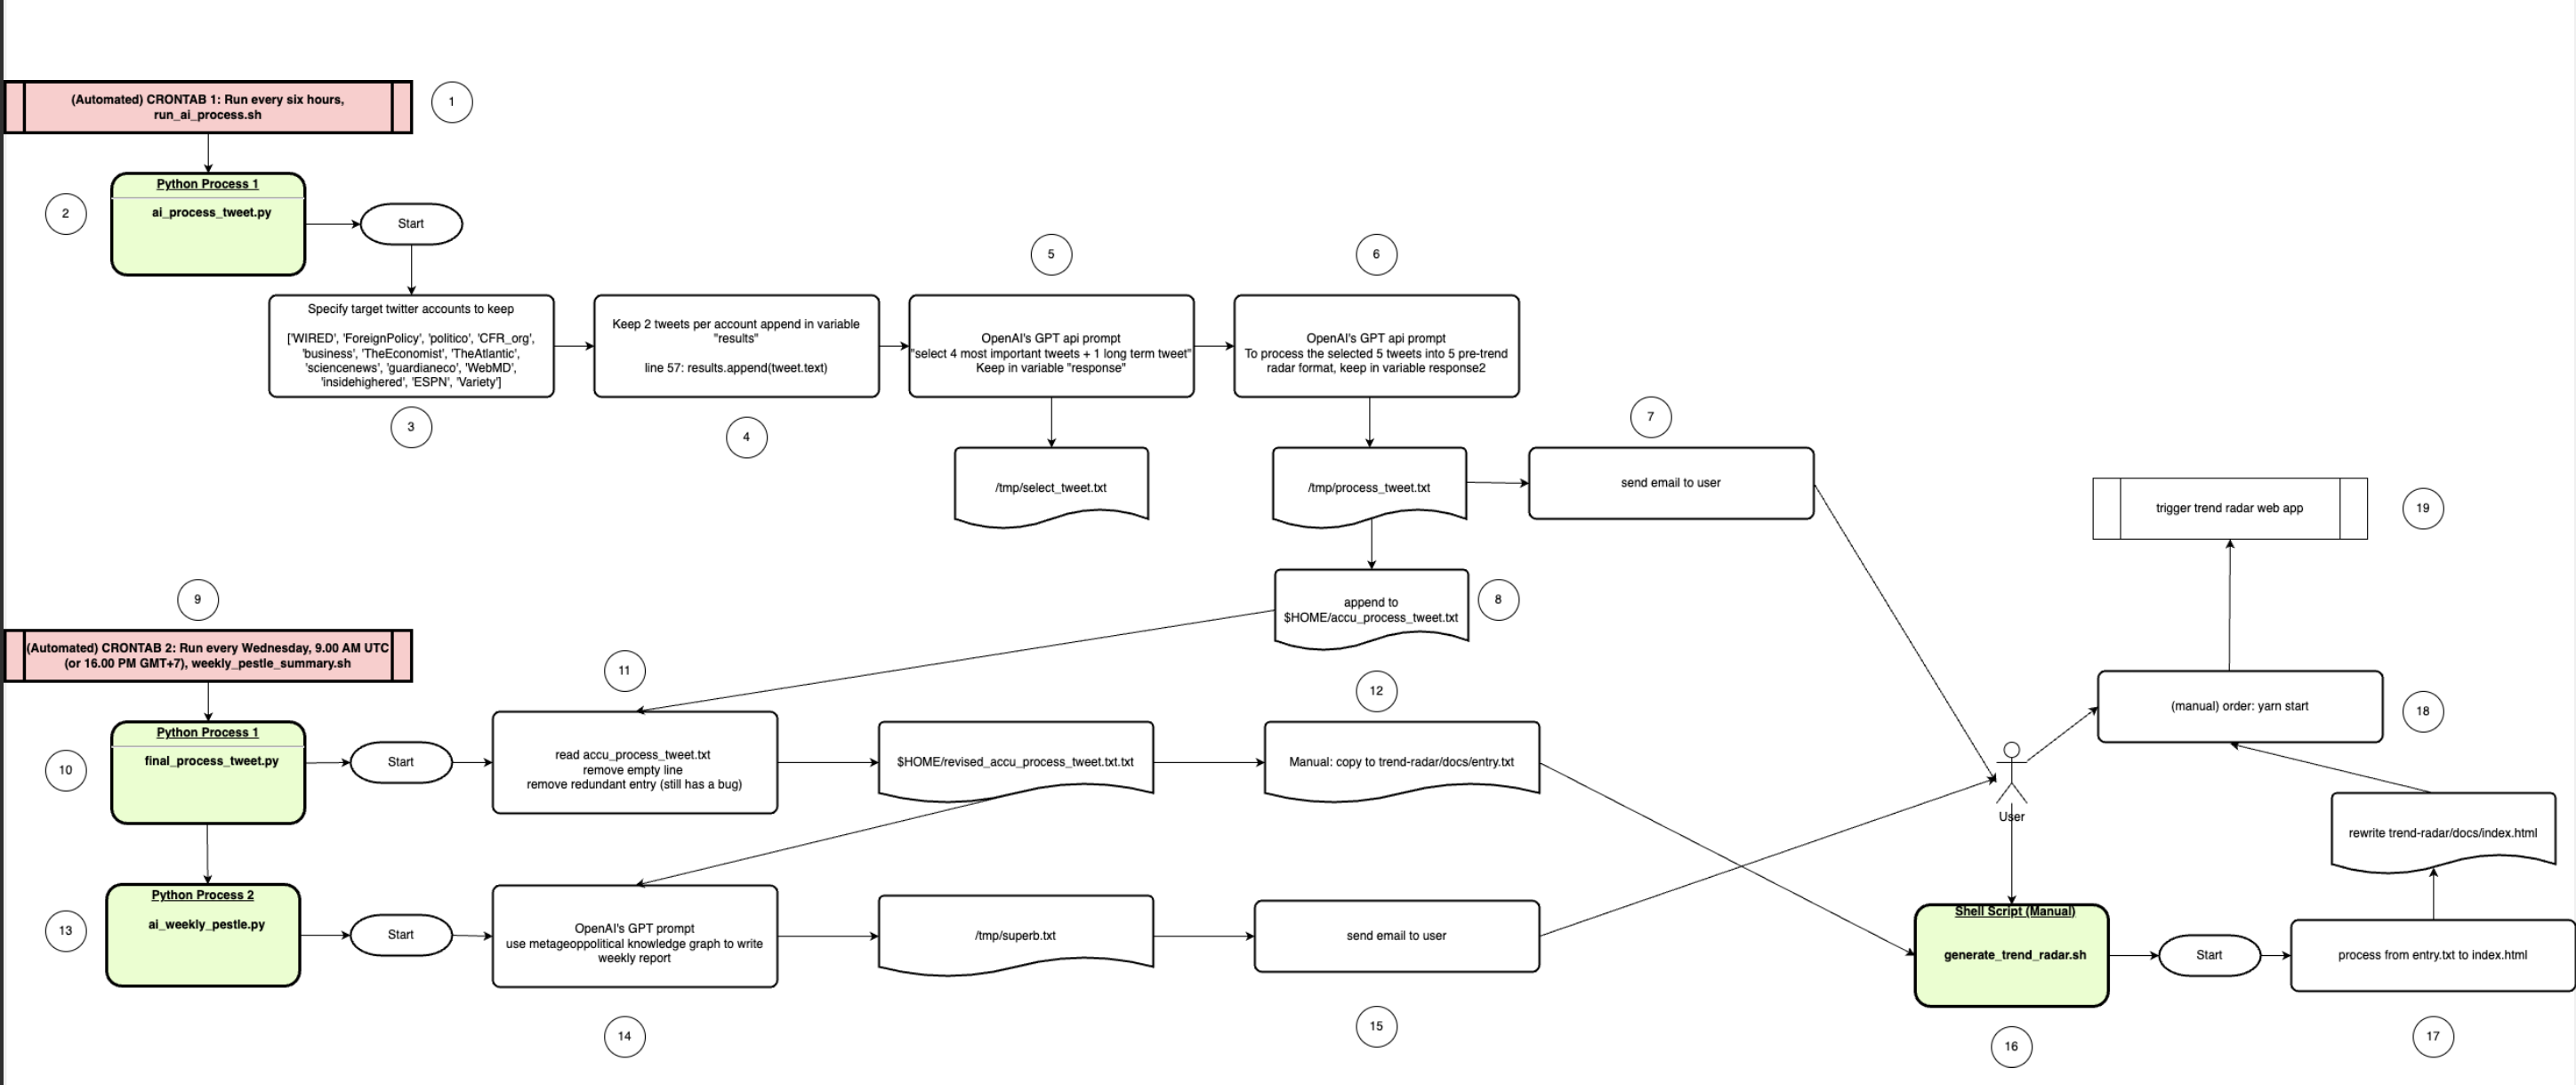 (Automated) CRONTAB 1: Run every six hours,
run_ai_process.sh
1
Python Process 1
ai_process_tweet.py
2
Start
Specify target twitter accounts to keep
['WIRED', 'ForeignPolicy', 'politico', 'CFR_org',
'business', 'TheEconomist', 'TheAtlantic',
'sciencenews', 'guardianeco', 'WebMD',
'insidehighered', 'ESPN', 'Variety']
3
Keep 2 tweets per account append in variable
"results"
line 57: results.append(tweet.text)
4
5
OpenAI's GPT api prompt
"select 4 most important tweets + 1 long term tweet"
Keep in variable "response"
6
OpenAI's GPT api prompt
To process the selected 5 tweets into 5 pre-trend
radar format, keep in variable response2
/tmp/select_tweet.txt
/tmp/process_tweet.txt
7
send email to user
append to
$HOME/accu_process_tweet.txt
8
9
(Automated) CRONTAB 2: Run every Wednesday, 9.00 AM UTC
(or 16.00 PM GMT+7), weekly_pestle_summary.sh
Python Process 1
final_process_tweet.py
10
Start
11
read accu_process_tweet.txt
remove empty line
remove redundant entry (still has a bug)
$HOME/revised_accu_process_tweet.txt.txt
12
Manual: copy to trend-radar/docs/entry.txt
Python Process 2
ai_weekly_pestle.py
13
Start
OpenAI's GPT prompt
use metageoppolitical knowledge graph to write
weekly report
14
/tmp/superb.txt
send email to user
15
User
Shell Script (Manual)
generate_trend_radar.sh
16
Start
process from entry.txt to index.html
17
rewrite trend-radar/docs/index.html
(manual) order: yarn start
18
trigger trend radar web app
19